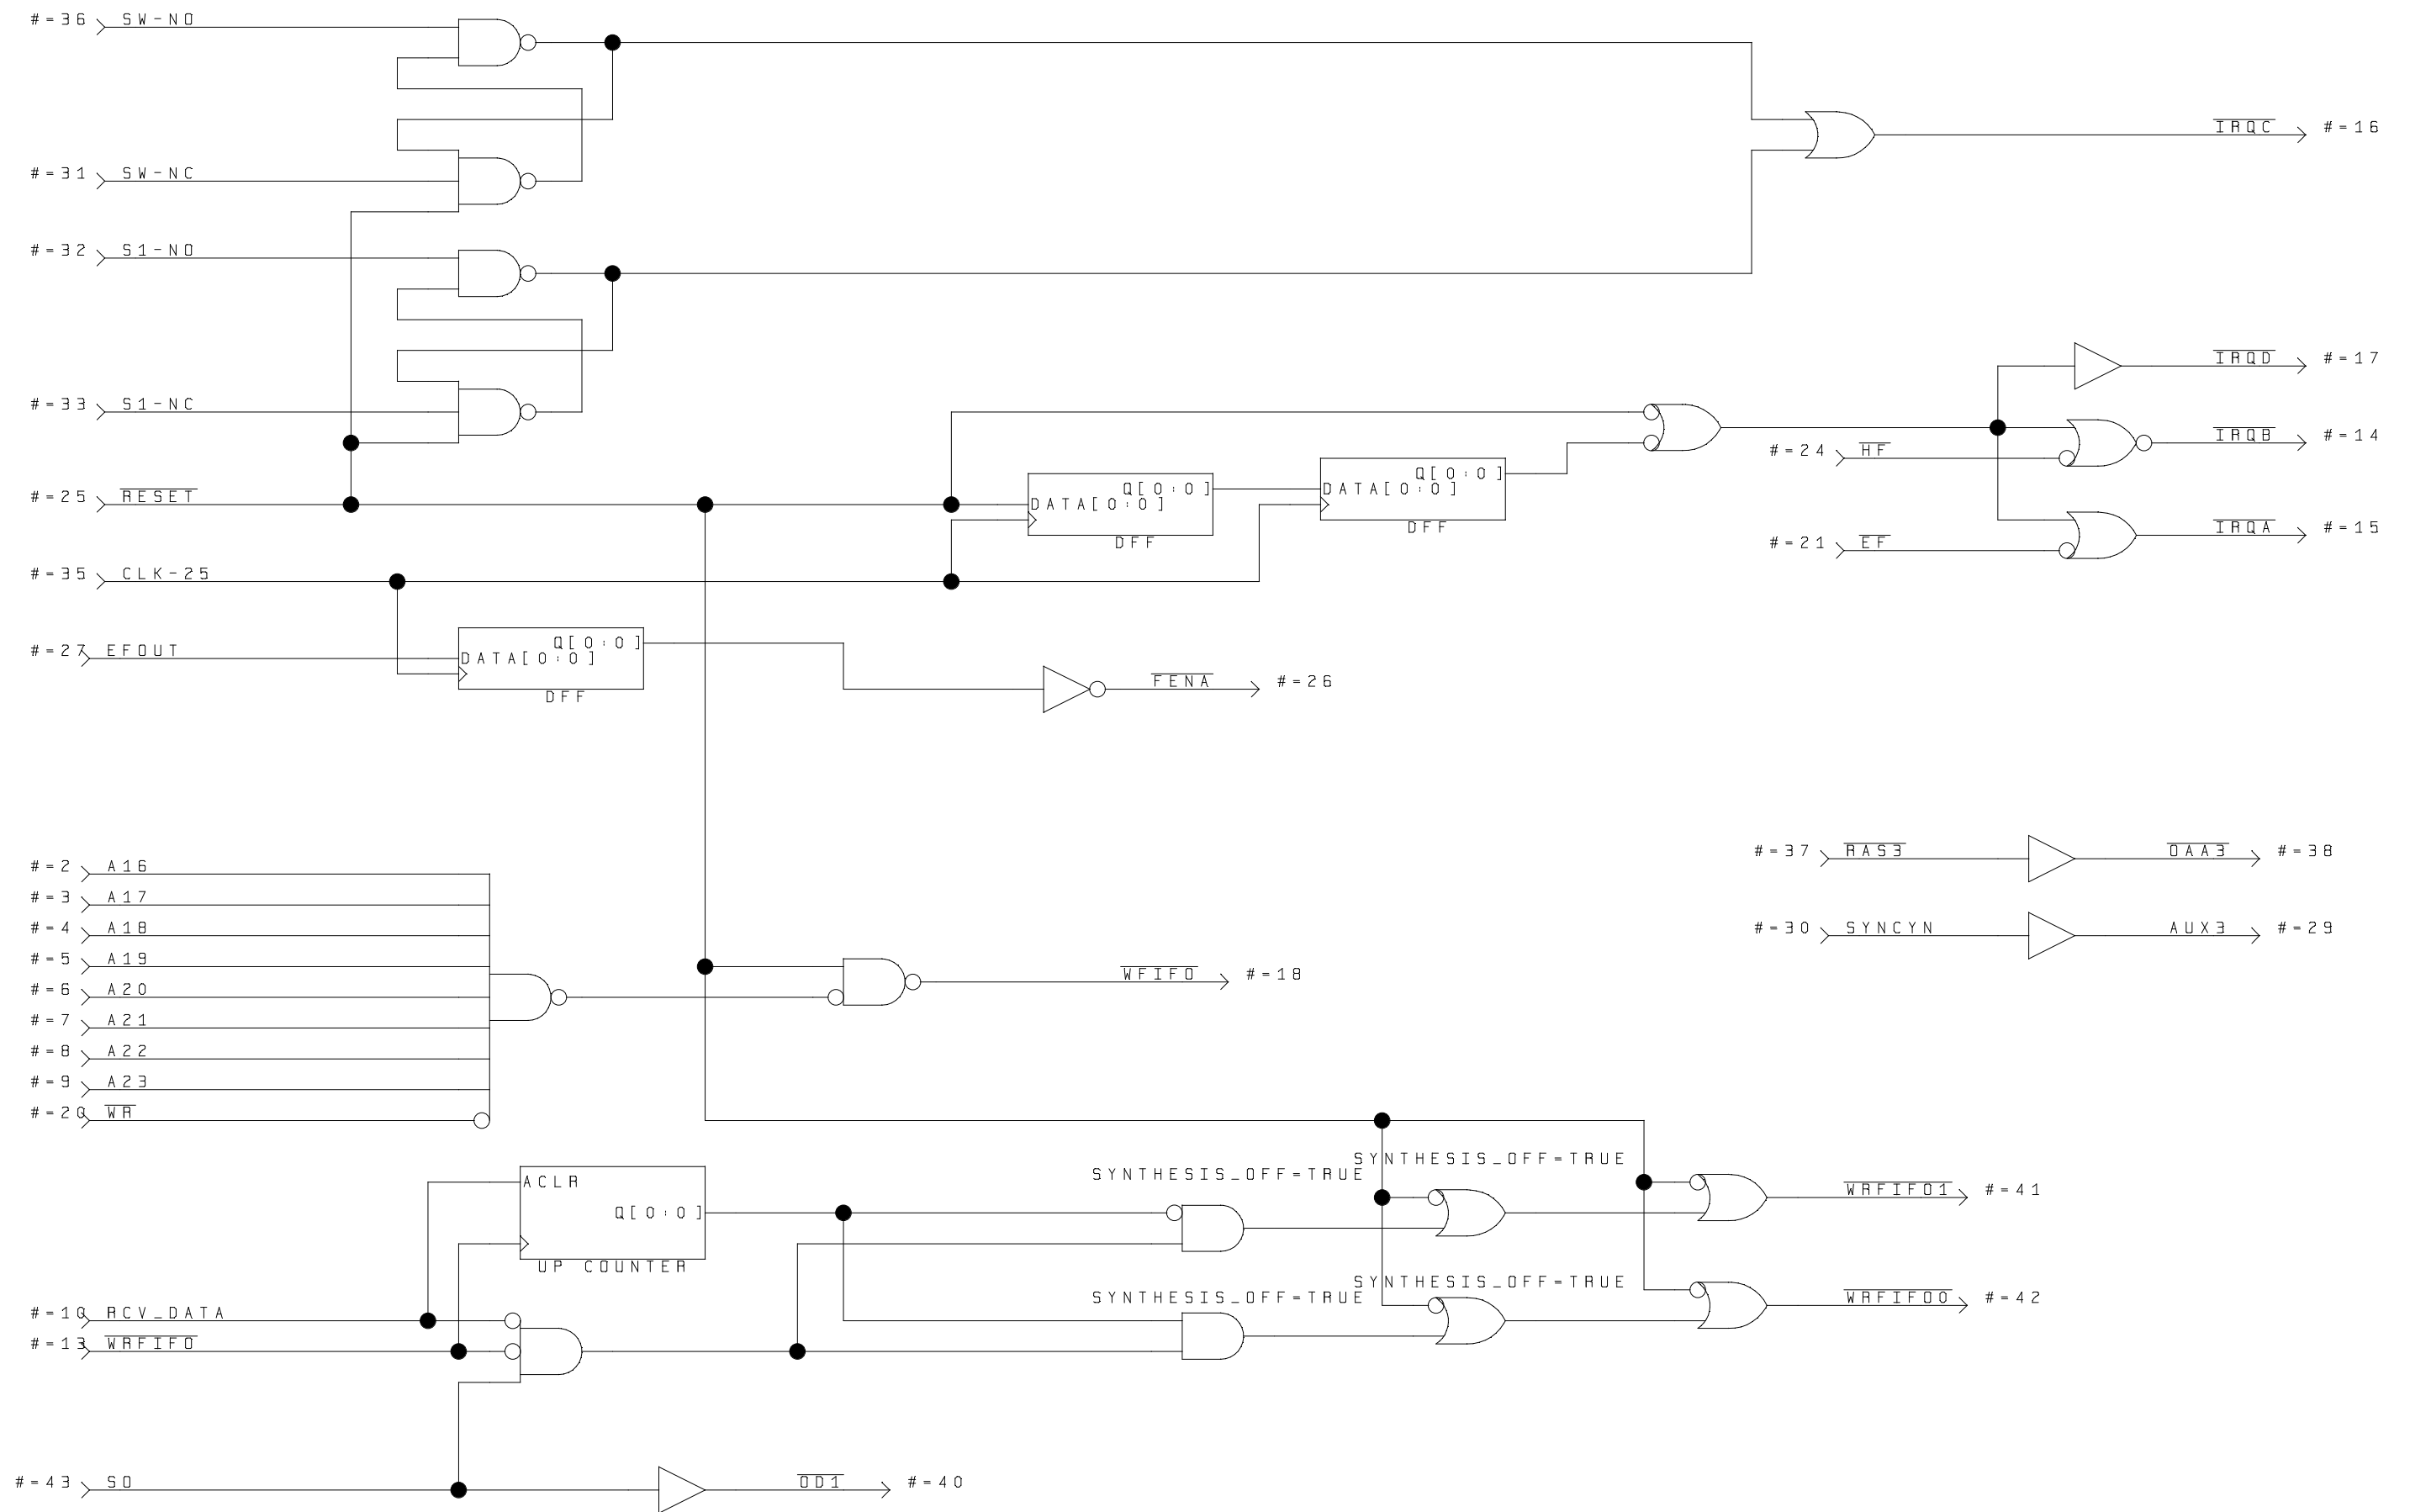 #=36 SW-NO
IRQC #=16
#=31 SW-NC
#=32 S1-NO
IRQD #=17
#=33 S1-NC
#=24 HF IRQB #=14
Q[0:0]
DATA[0:0]
DFF
Q[0:0]
DATA[0:0]
DFF
#=25 RESET
#=21 EF IRQA #=15
#=35 CLK-25
#=27 EFOUT
Q[0:0]
DATA[0:0]
DFF
FENA #=26
#=37 RAS3 OAA3 #=38
#=2 A16
#=3 A17
#=4 A18
#=30 SYNCYN AUX3 #=29
#=5 A19
WFIFO #=18
#=6 A20
#=7 A21
#=8 A22
#=9 A23
#=20 WR
SYNTHESIS_OFF=TRUE
SYNTHESIS_OFF=TRUE
ACLR
Q[0:0]
UP COUNTER
WRFIFO1 #=41
SYNTHESIS_OFF=TRUE
SYNTHESIS_OFF=TRUE
WRFIFO0 #=42
#=10 RCV_DATA
#=13 WRFIFO
#=43 SO OD1 #=40